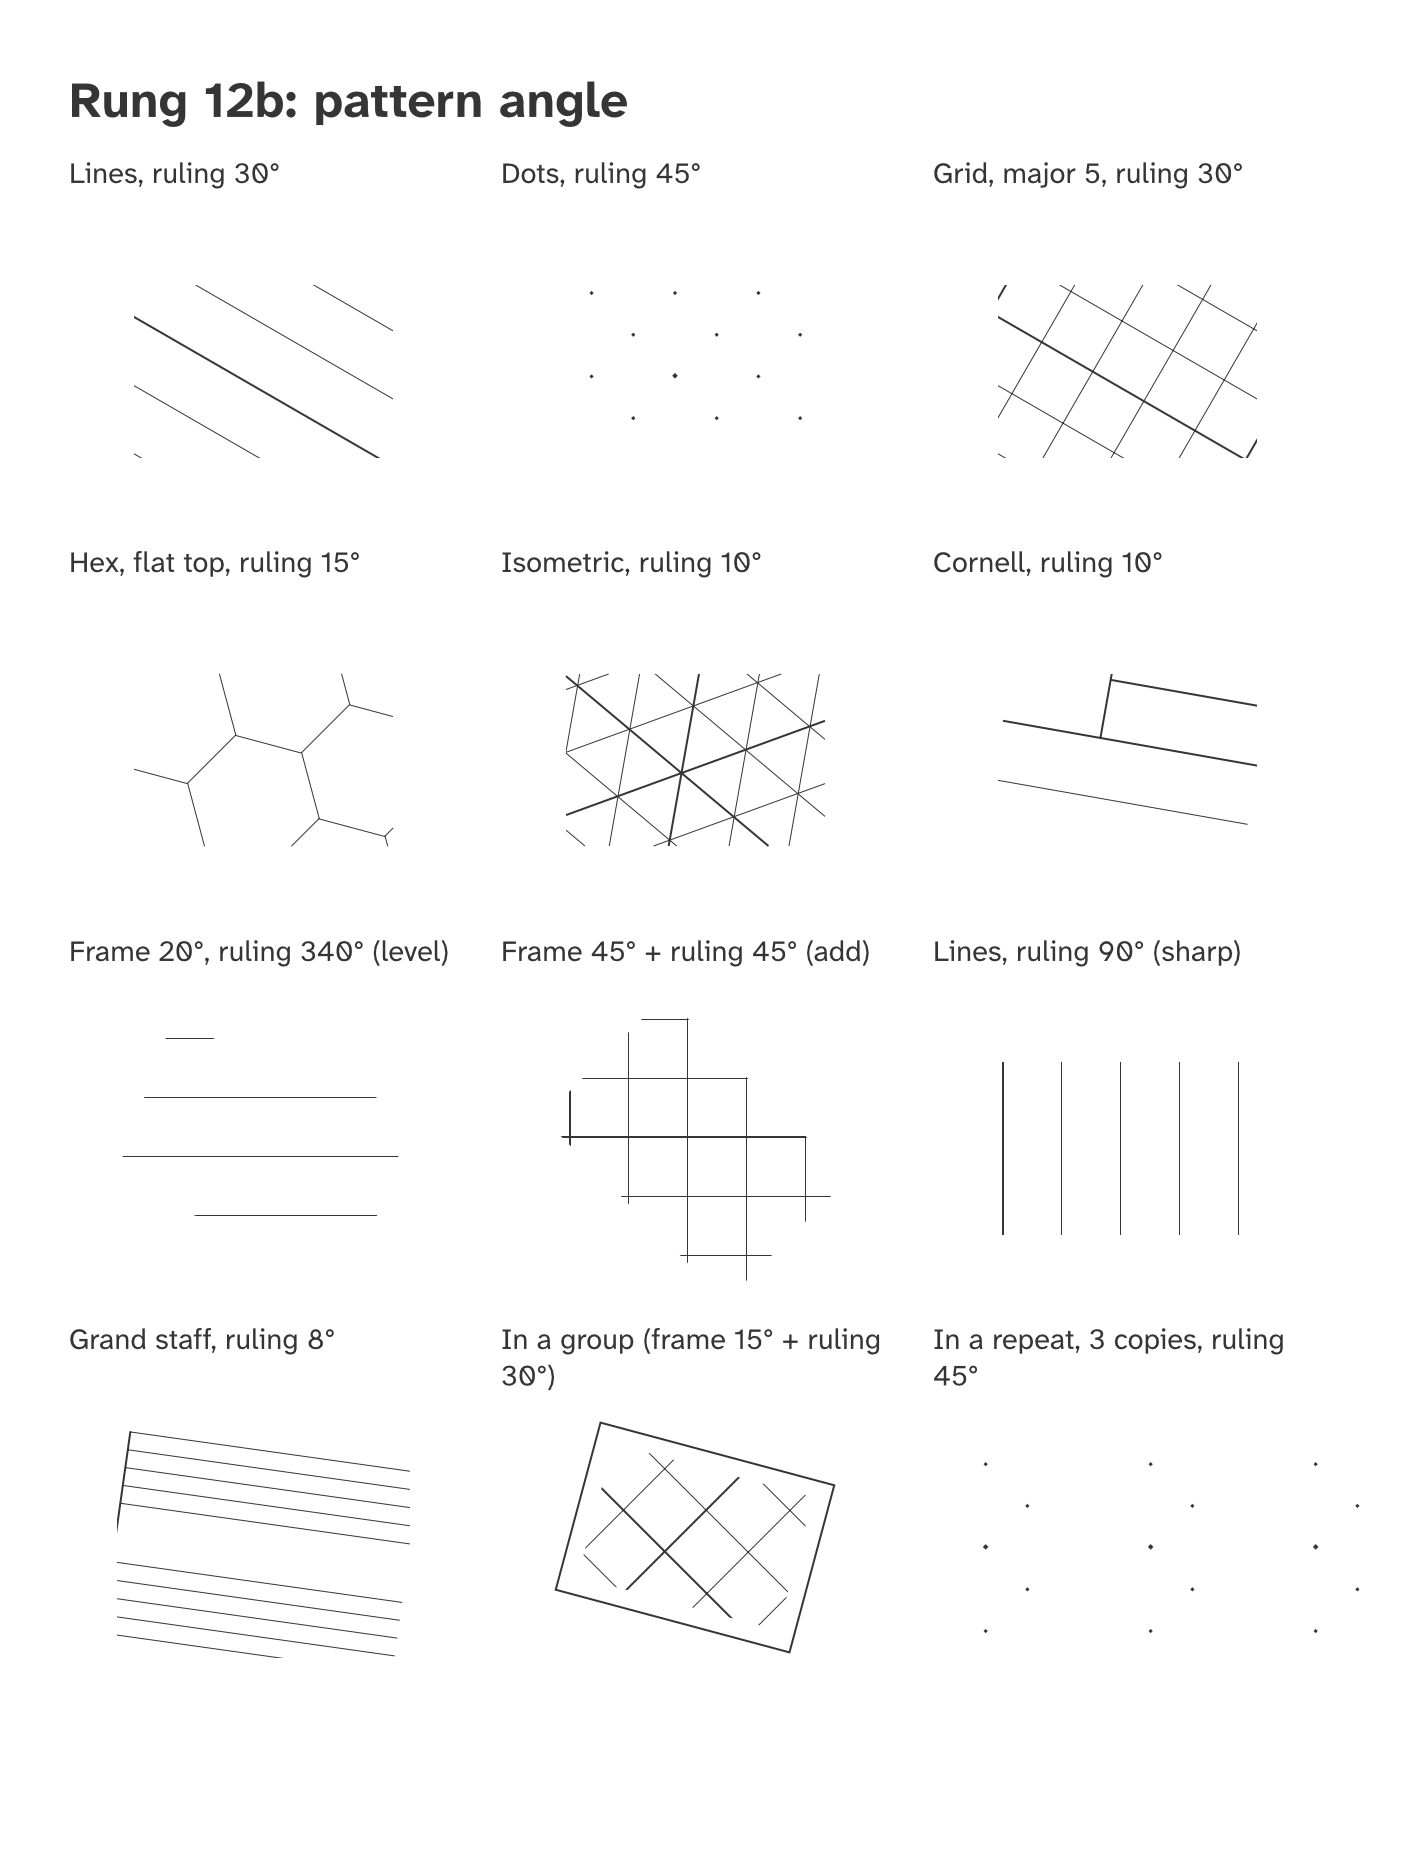 Rung 12b: pattern angle
Lines, ruling 30°
Dots, ruling 45°
Grid, major 5, ruling 30°
Hex, flat top, ruling 15°
Isometric, ruling 10°
Cornell, ruling 10°
Frame 20°, ruling 340° (level)
Frame 45° + ruling 45° (add)
Lines, ruling 90° (sharp)
Grand staff, ruling 8°
In a group (frame 15° + ruling
30°)
In a repeat, 3 copies, ruling
45°